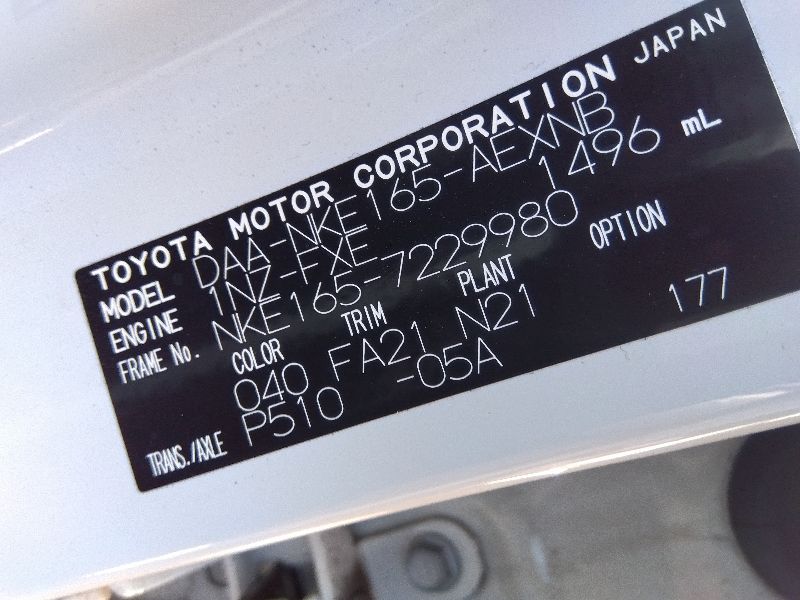 TOYOTA MOTOR CORPORATION JAPAN
MODEL DAA-NKE165-AEXNB
ENGINE 1NZ-FXE 1496 mL
FRAME No. NKE165-7229980
COLOR TRIM PLANT OPTION
040 FA21 N21 177
TRANS./AXLE P510 -05A